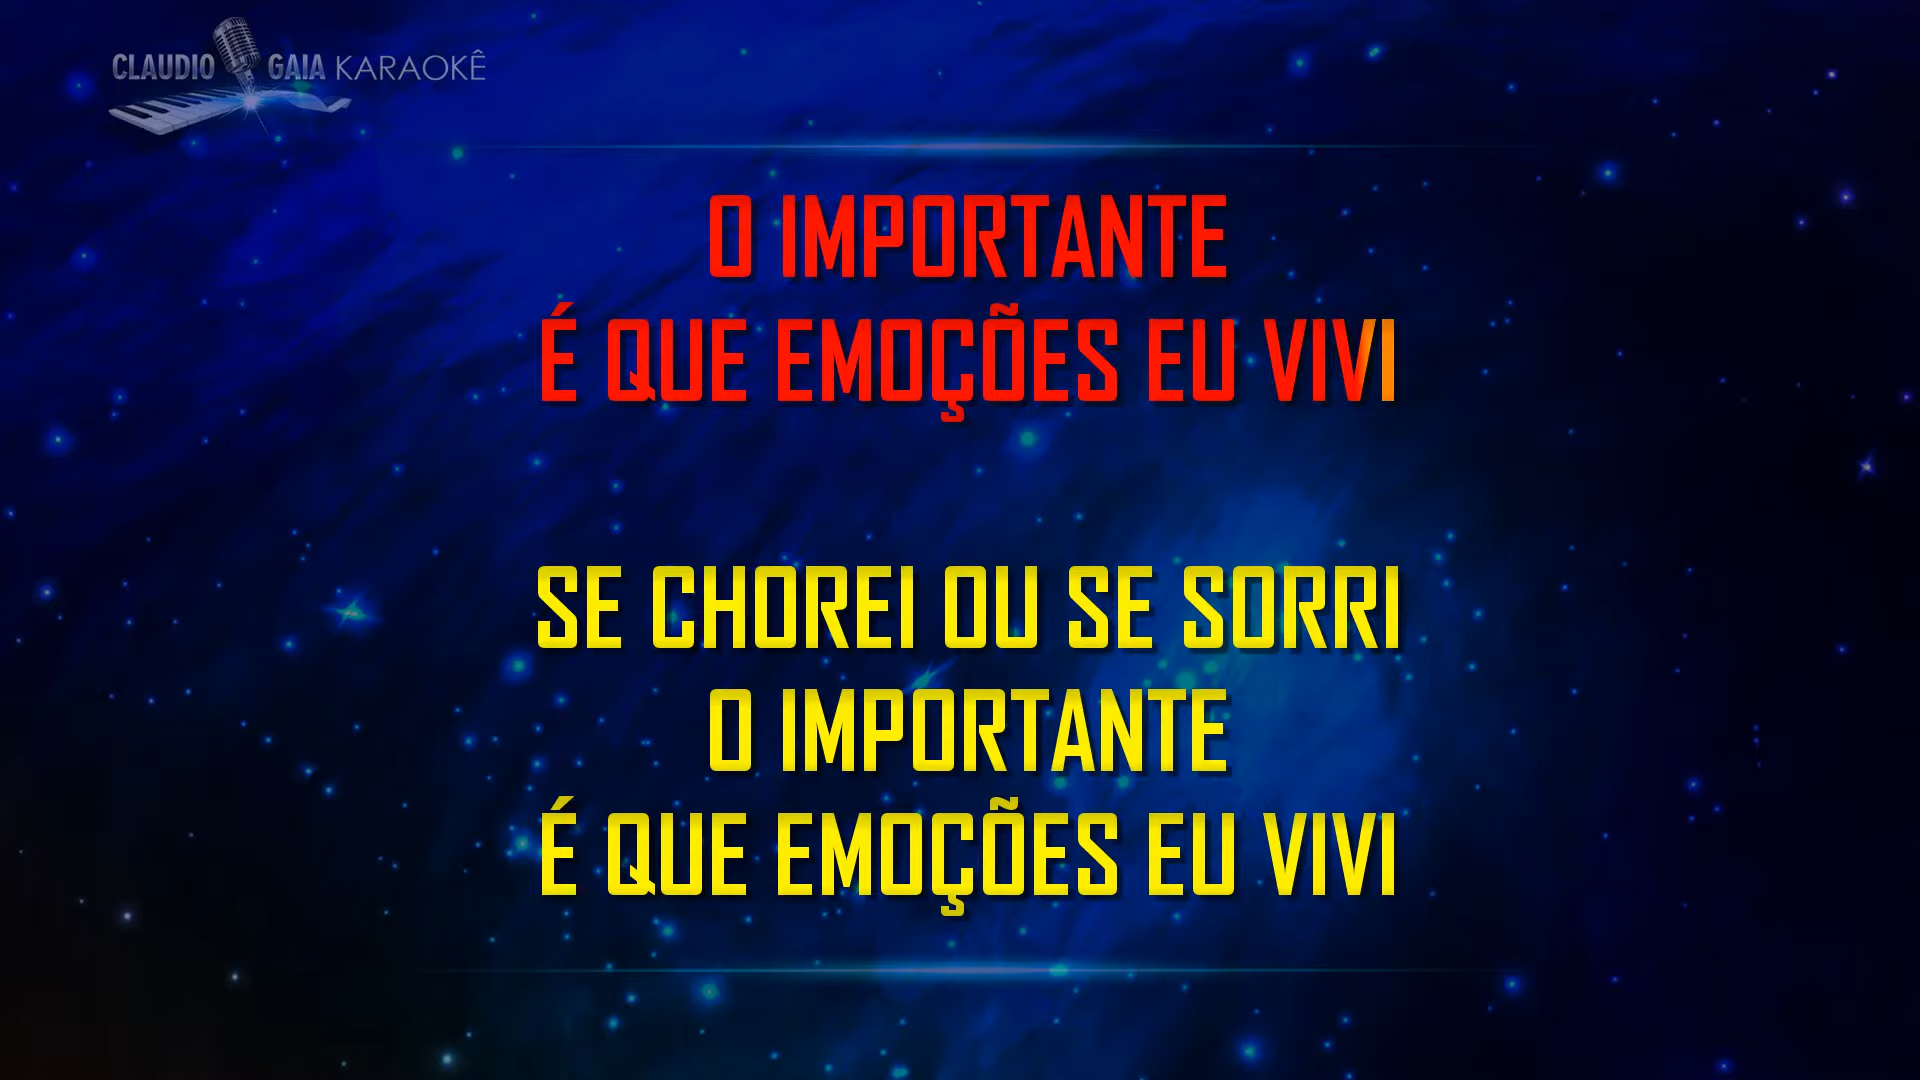 CLAUDIO GAIA KARAOKÊ
O IMPORTANTE
É QUE EMOÇÕES EU VIVI
SE CHOREI OU SE SORRI
O IMPORTANTE
É QUE EMOÇÕES EU VIVI